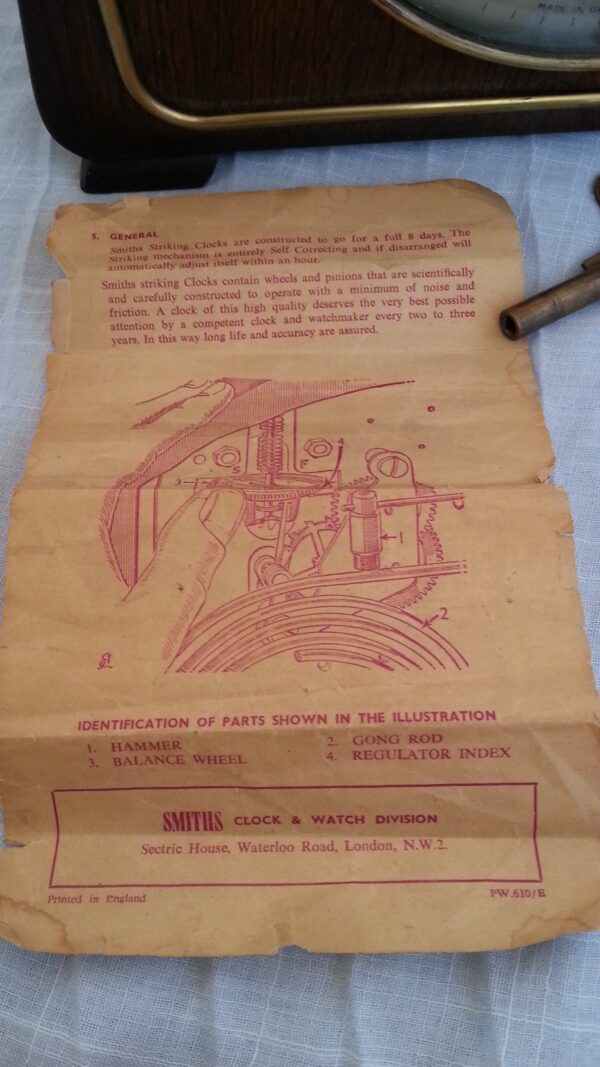 MADE IN G
5. GENERAL
Smiths Striking Clocks are constructed to go for a full 8 days. The
Striking mechanism is entirely Self Correcting and if disarranged will
automatically adjust itself within an hour.
Smiths striking Clocks contain wheels and pinions that are scientifically
and carefully constructed to operate with a minimum of noise and
friction. A clock of this high quality deserves the very best possible
attention by a competent clock and watchmaker every two to three
years. In this way long life and accuracy are assured.
S F 4
3
1
2
IDENTIFICATION OF PARTS SHOWN IN THE ILLUSTRATION
1. HAMMER 2. GONG ROD
3. BALANCE WHEEL 4. REGULATOR INDEX
SMITHS CLOCK & WATCH DIVISION
Sectric House, Waterloo Road, London, N.W.2.
Printed in England PW.610/B